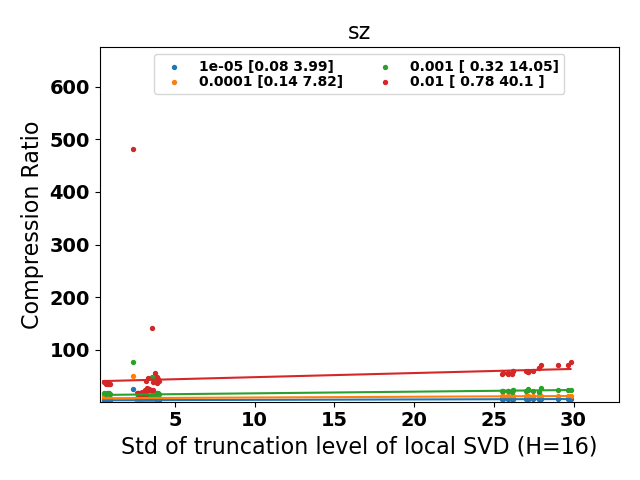 sz
1e-05 [0.08 3.99]
0.0001 [0.14 7.82]
0.001 [ 0.32 14.05]
0.01 [ 0.78 40.1 ]
Compression Ratio
600
500
400
300
200
100
5 10 15 20 25 30
Std of truncation level of local SVD (H=16)